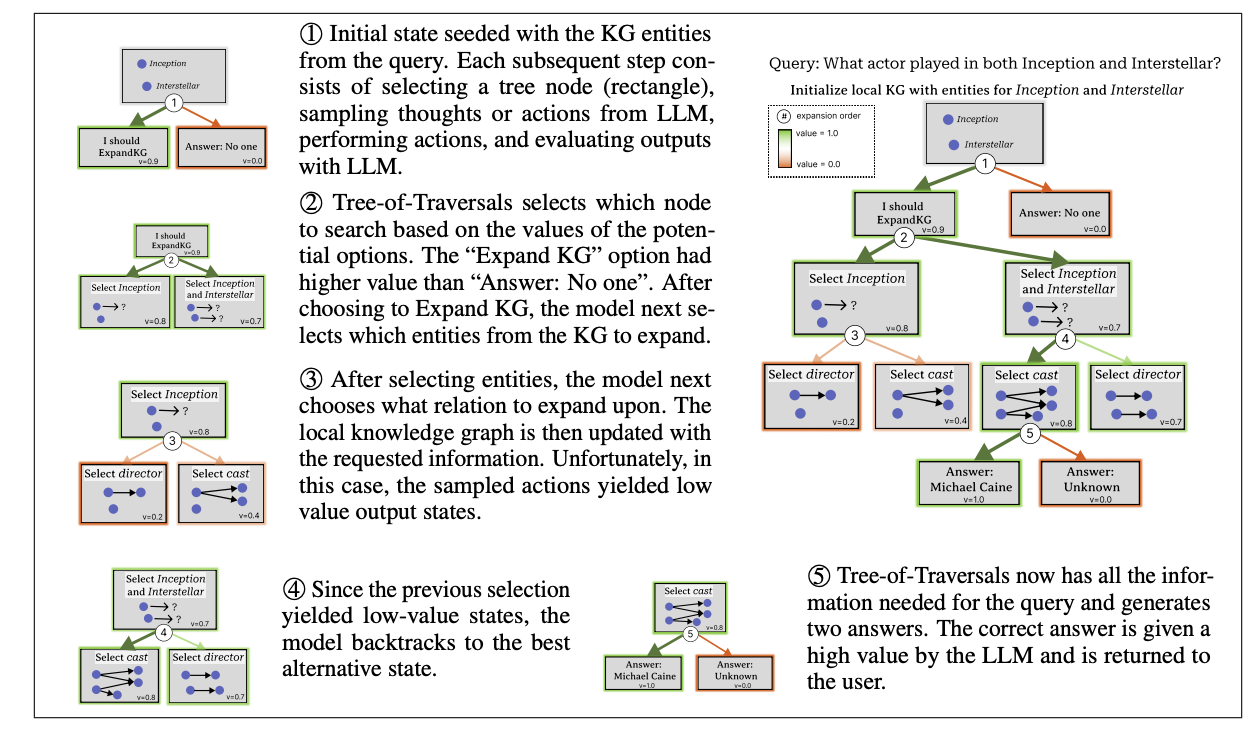 Inception
Interstellar
1
I should
ExpandKG
v=0.9
Answer: No one
v=0.0
① Initial state seeded with the KG entities
from the query. Each subsequent step con-
sists of selecting a tree node (rectangle),
sampling thoughts or actions from LLM,
performing actions, and evaluating outputs
with LLM.
I should
ExpandKG
v=0.9
2
Select Inception
?
v=0.8
Select Inception
and Interstellar
?
?
v=0.7
② Tree-of-Traversals selects which node
to search based on the values of the poten-
tial options. The “Expand KG” option had
higher value than “Answer: No one”. After
choosing to Expand KG, the model next se-
lects which entities from the KG to expand.
Select Inception
?
v=0.8
3
Select director
v=0.2
Select cast
v=0.4
③ After selecting entities, the model next
chooses what relation to expand upon. The
local knowledge graph is then updated with
the requested information. Unfortunately, in
this case, the sampled actions yielded low
value output states.
Select Inception
and Interstellar
?
?
v=0.7
4
Select cast
v=0.8
Select director
v=0.7
④ Since the previous selection
yielded low-value states, the
model backtracks to the best
alternative state.
Select cast
v=0.8
5
Answer:
Michael Caine
v=1.0
Answer:
Unknown
v=0.0
⑤ Tree-of-Traversals now has all the infor-
mation needed for the query and generates
two answers. The correct answer is given a
high value by the LLM and is returned to
the user.
Query: What actor played in both Inception and Interstellar?
Initialize local KG with entities for Inception and Interstellar
# expansion order
value = 1.0
value = 0.0
Inception
Interstellar
1
I should
ExpandKG
v=0.9
Answer: No one
v=0.0
2
Select Inception
?
v=0.8
Select Inception
and Interstellar
?
?
v=0.7
3
4
Select director
v=0.2
Select cast
v=0.4
Select cast
v=0.8
Select director
v=0.7
5
Answer:
Michael Caine
v=1.0
Answer:
Unknown
v=0.0